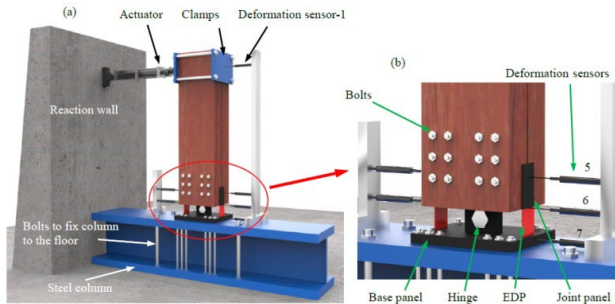 (a)
Actuator
Clamps
Deformation sensor-1
Reaction wall
Bolts to fix column
to the floor
Steel column
(b)
Deformation sensors
Bolts
5
6
7
Base panel
Hinge
EDP
Joint panel